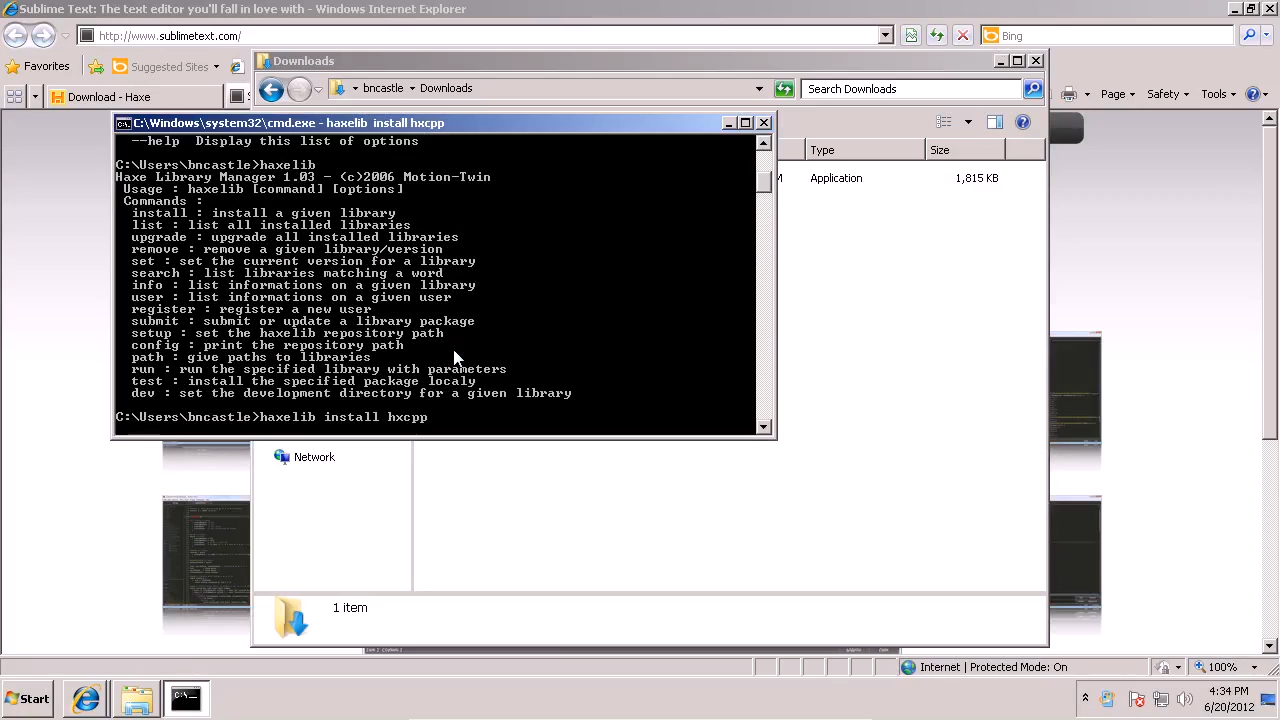 Sublime Text: The text editor you'll fall in love with - Windows Internet Explorer
http://www.sublimetext.com/
Bing
Favorites
Suggested Sites
Download - Haxe
Page
Safety
Tools
Downloads
bncastle
Downloads
Search Downloads
Type
Size
Application
1,815 KB
C:\Windows\system32\cmd.exe - haxelib install hxcpp
--help Display this list of options
C:\Users\bncastle>haxelib
Haxe Library Manager 1.03 - (c)2006 Motion-Twin
Usage : haxelib [command] [options]
Commands :
install : install a given library
list : list all installed libraries
upgrade : upgrade all installed libraries
remove : remove a given library/version
set : set the current version for a library
search : list libraries matching a word
info : list informations on a given library
user : list informations on a given user
register : register a new user
submit : submit or update a library package
setup : set the haxelib repository path
config : print the repository path
path : give paths to libraries
run : run the specified library with parameters
test : install the specified package localy
dev : set the development directory for a given library
C:\Users\bncastle>haxelib install hxcpp
Network
1 item
Internet | Protected Mode: On
100%
Start
4:34 PM
6/20/2012